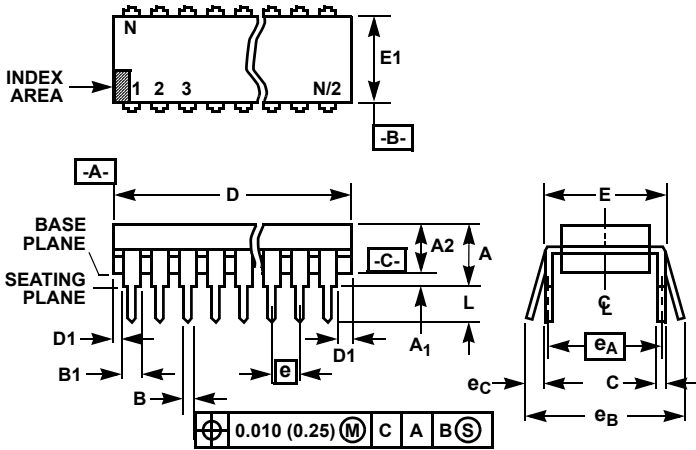 N
E1
INDEX
AREA
1 2 3 N/2
-B-
-A-
D
E
BASE
PLANE
A2
A
-C-
SEATING
PLANE
L
C
L
D1
A1
D1
eA
B1
e
eC
C
B
eB
0.010 (0.25) M C A B S